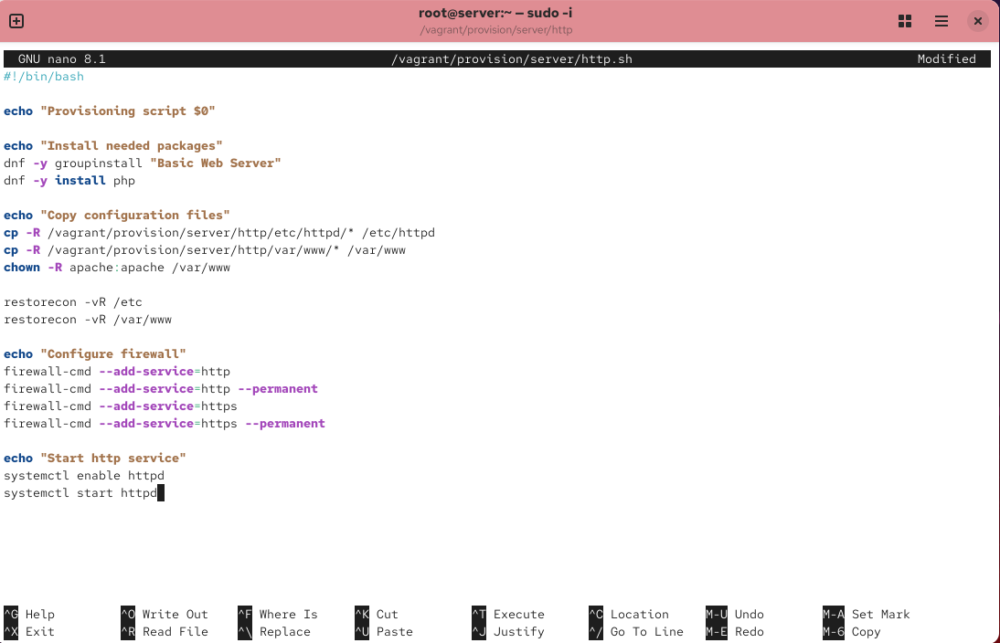 root@server:~ — sudo -i
/vagrant/provision/server/http
GNU nano 8.1 /vagrant/provision/server/http.sh Modified
#!/bin/bash
echo "Provisioning script $0"
echo "Install needed packages"
dnf -y groupinstall "Basic Web Server"
dnf -y install php
echo "Copy configuration files"
cp -R /vagrant/provision/server/http/etc/httpd/* /etc/httpd
cp -R /vagrant/provision/server/http/var/www/* /var/www
chown -R apache:apache /var/www
restorecon -vR /etc
restorecon -vR /var/www
echo "Configure firewall"
firewall-cmd --add-service=http
firewall-cmd --add-service=http --permanent
firewall-cmd --add-service=https
firewall-cmd --add-service=https --permanent
echo "Start http service"
systemctl enable httpd
systemctl start httpd
^G Help ^O Write Out ^F Where Is ^K Cut ^T Execute ^C Location M-U Undo M-A Set Mark
^X Exit ^R Read File ^\ Replace ^U Paste ^J Justify ^/ Go To Line M-E Redo M-6 Copy